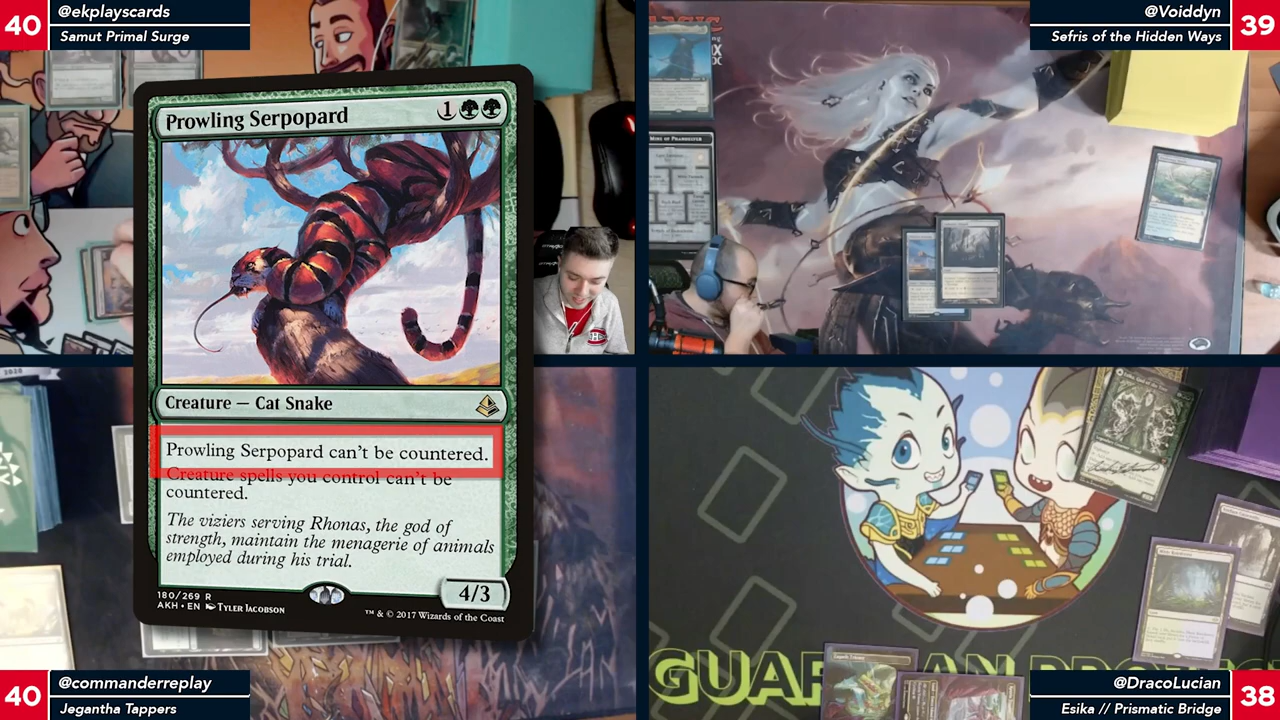 40
@ekplayscards
Samut Primal Surge
@Voiddyn
Sefris of the Hidden Ways
39
Prowling Serpopard
1
Creature — Cat Snake
Prowling Serpopard can't be countered.
Creature spells you control can't be
countered.
The viziers serving Rhonas, the god of
strength, maintain the menagerie of animals
employed during his trial.
4/3
180/269 R
AKH • EN Tyler Jacobson
™ & © 2017 Wizards of the Coast
40
@commanderreplay
Jegantha Tappers
GUARDIAN PROTECT
@DracoLucian
Esika // Prismatic Bridge
38